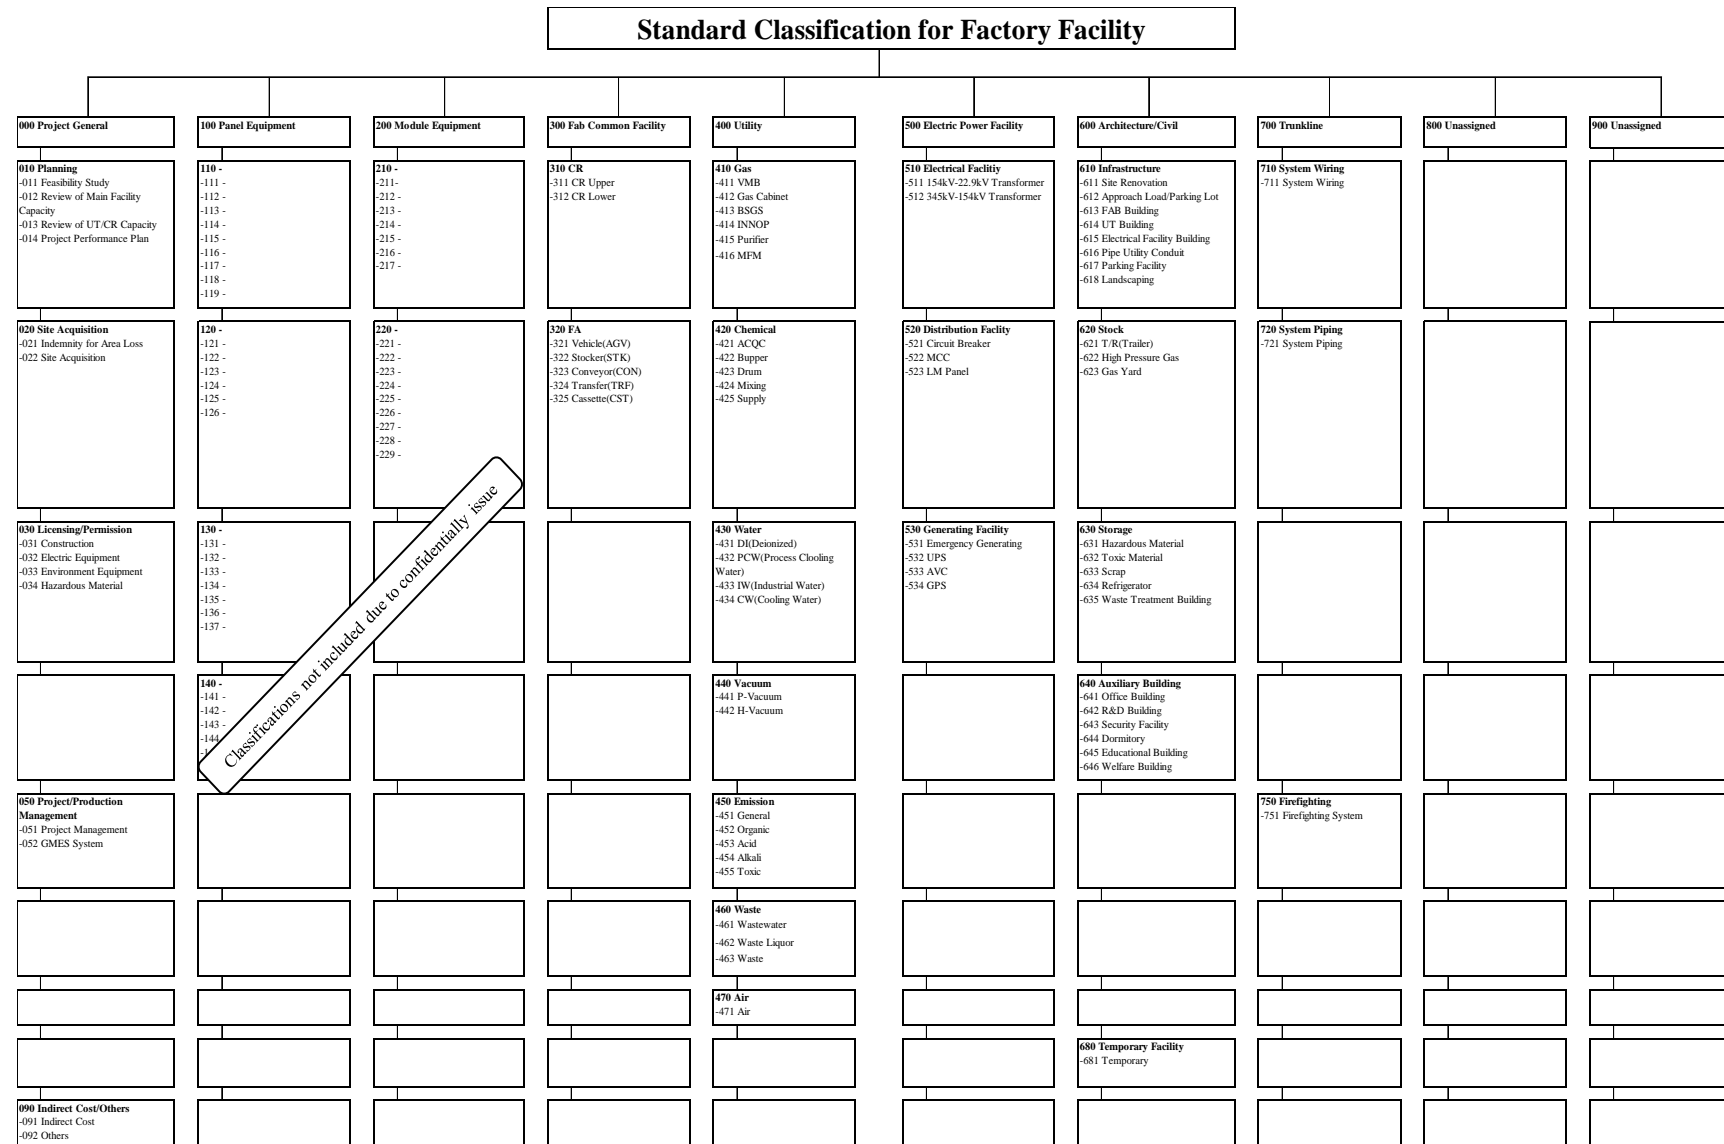 Standard Classification for Factory Facility
000 Project General
010 Planning
-011 Feasibility Study
-012 Review of Main Facility
Capacity
-013 Review of UT/CR Capacity
-014 Project Performance Plan
020 Site Acquisition
-021 Indemnity for Area Loss
-022 Site Acquisition
030 Licensing/Permission
-031 Construction
-032 Electric Equipment
-033 Environment Equipment
-034 Hazardous Material
050 Project/Production
Management
-051 Project Management
-052 GMES System
090 Indirect Cost/Others
-091 Indirect Cost
-092 Others
100 Panel Equipment
110 -
-111 -
-112 -
-113 -
-114 -
-115 -
-116 -
-117 -
-118 -
-119 -
120 -
-121 -
-122 -
-123 -
-124 -
-125 -
-126 -
130 -
-131 -
-132 -
-133 -
-134 -
-135 -
-136 -
-137 -
140 -
-141 -
-142 -
-143 -
-144
200 Module Equipment
210 -
-211-
-212 -
-213 -
-214 -
-215 -
-216 -
-217 -
220 -
-221 -
-222 -
-223 -
-224 -
-225 -
-226 -
-227 -
-228 -
-229 -
Classifications not included due to confidentially issue
300 Fab Common Facility
310 CR
-311 CR Upper
-312 CR Lower
320 FA
-321 Vehicle(AGV)
-322 Stocker(STK)
-323 Conveyor(CON)
-324 Transfer(TRF)
-325 Cassette(CST)
400 Utility
410 Gas
-411 VMB
-412 Gas Cabinet
-413 BSGS
-414 INNOP
-415 Purifier
-416 MFM
420 Chemical
-421 ACQC
-422 Bupper
-423 Drum
-424 Mixing
-425 Supply
430 Water
-431 DI(Deionized)
-432 PCW(Process Clooling
Water)
-433 IW(Industrial Water)
-434 CW(Cooling Water)
440 Vacuum
-441 P-Vacuum
-442 H-Vacuum
450 Emission
-451 General
-452 Organic
-453 Acid
-454 Alkali
-455 Toxic
460 Waste
-461 Wastewater
-462 Waste Liquor
-463 Waste
470 Air
-471 Air
500 Electric Power Facility
510 Electrical Facilitiy
-511 154kV-22.9kV Transformer
-512 345kV-154kV Transformer
520 Distribution Faclity
-521 Circuit Breaker
-522 MCC
-523 LM Panel
530 Generating Facility
-531 Emergency Generating
-532 UPS
-533 AVC
-534 GPS
600 Architecture/Civil
610 Infrastructure
-611 Site Renovation
-612 Approach Load/Parking Lot
-613 FAB Building
-614 UT Building
-615 Electrical Facility Building
-616 Pipe Utility Conduit
-617 Parking Facility
-618 Landscaping
620 Stock
-621 T/R(Trailer)
-622 High Pressure Gas
-623 Gas Yard
630 Storage
-631 Hazardous Material
-632 Toxic Material
-633 Scrap
-634 Refrigerator
-635 Waste Treatment Building
640 Auxiliary Building
-641 Office Building
-642 R&D Building
-643 Security Facility
-644 Dormitory
-645 Educational Building
-646 Welfare Building
680 Temporary Facility
-681 Temporary
700 Trunkline
710 System Wiring
-711 System Wiring
720 System Piping
-721 System Piping
750 Firefighting
-751 Firefighting System
800 Unassigned
900 Unassigned